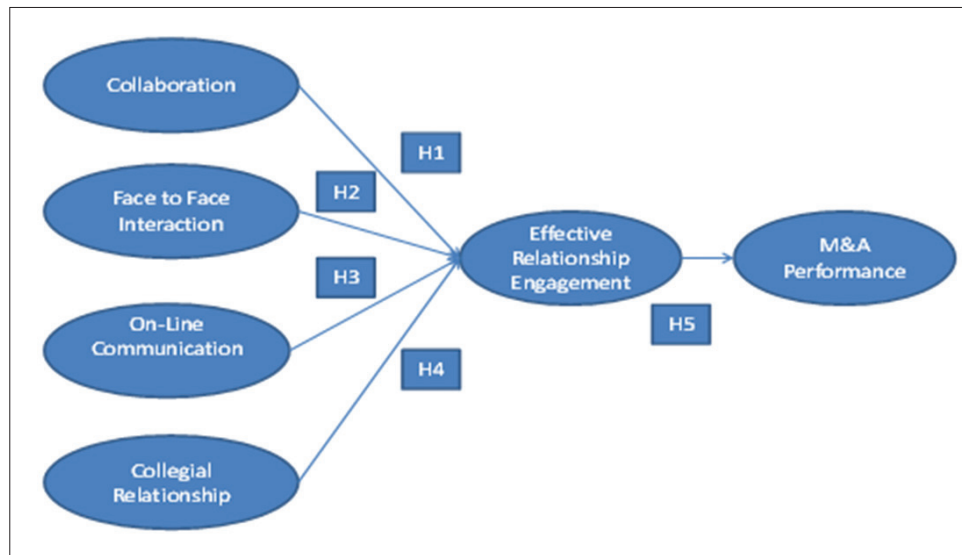 Collaboration
H1
Face to Face
Interaction
H2
Effective
Relationship
Engagement
M&A
Performance
H3
H5
On-Line
Communication
H4
Collegial
Relationship